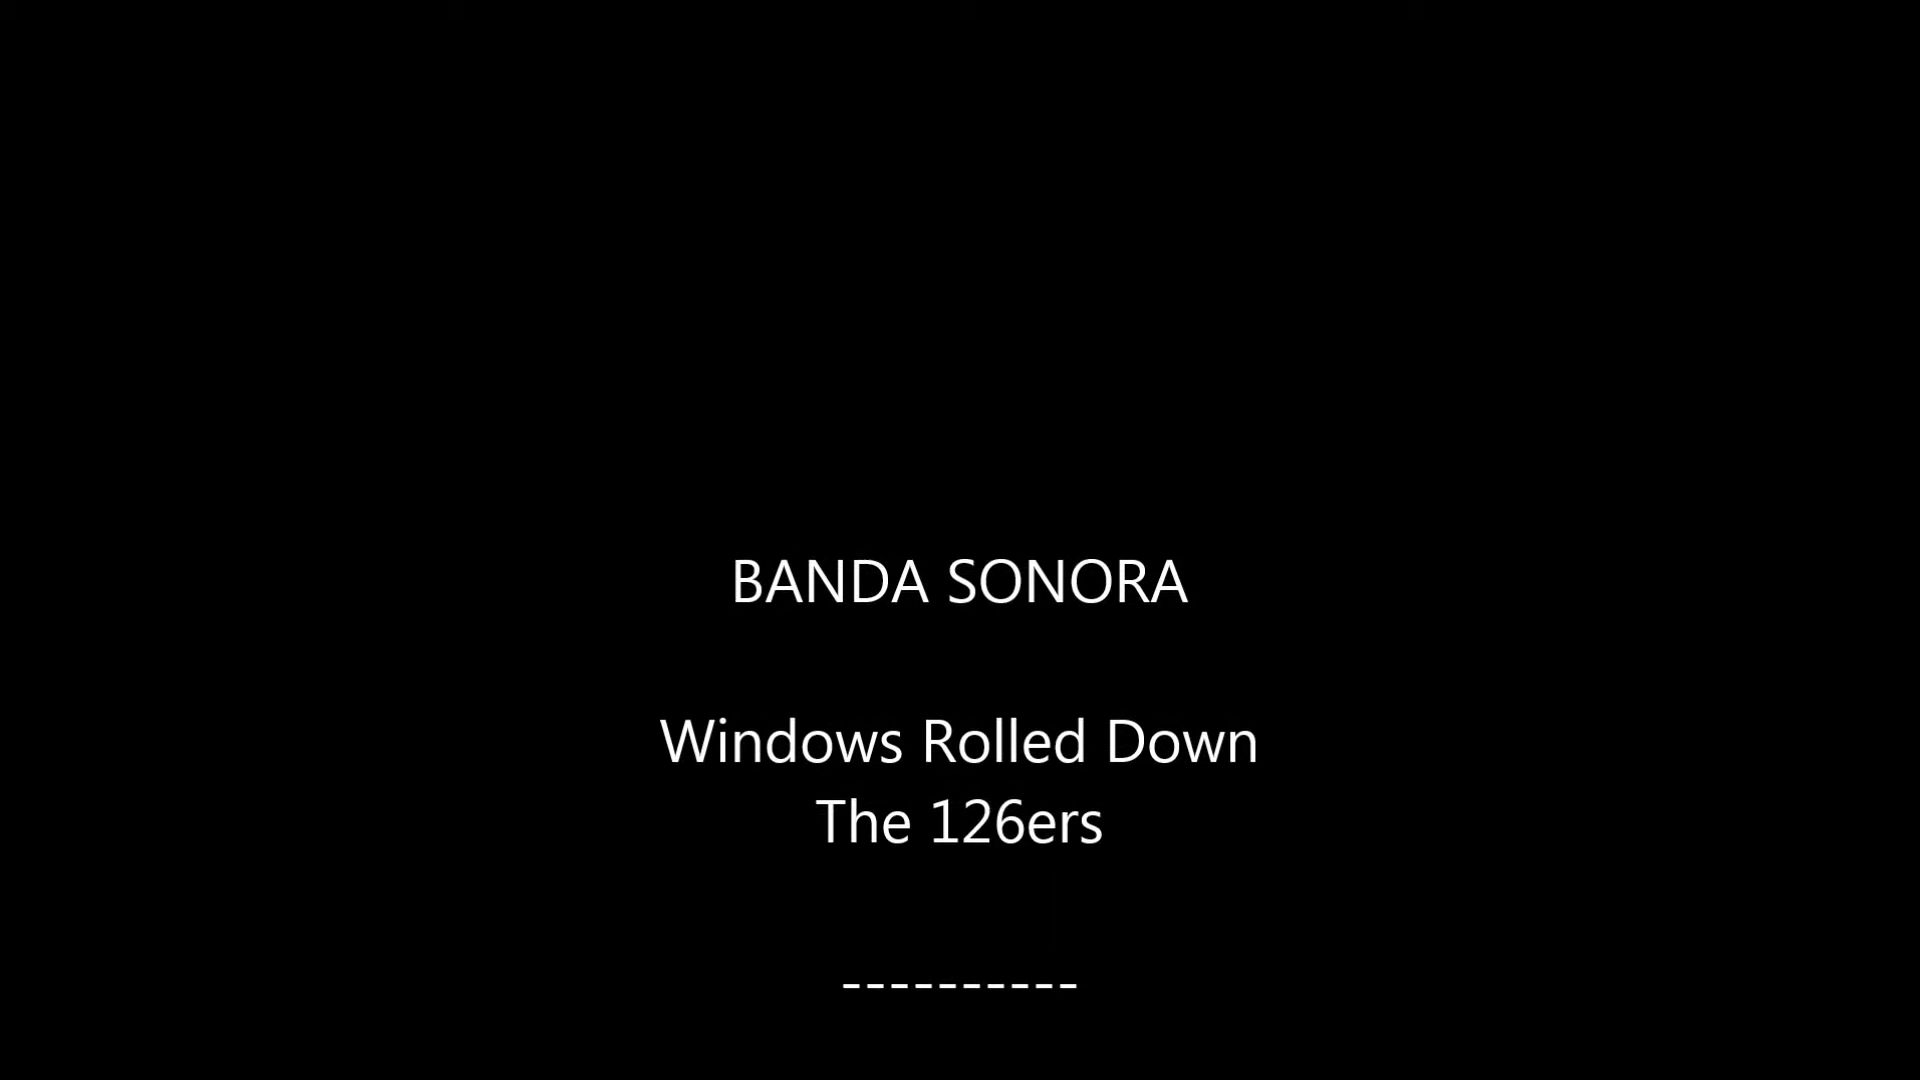 BANDA SONORA
Windows Rolled Down
The 126ers
----------